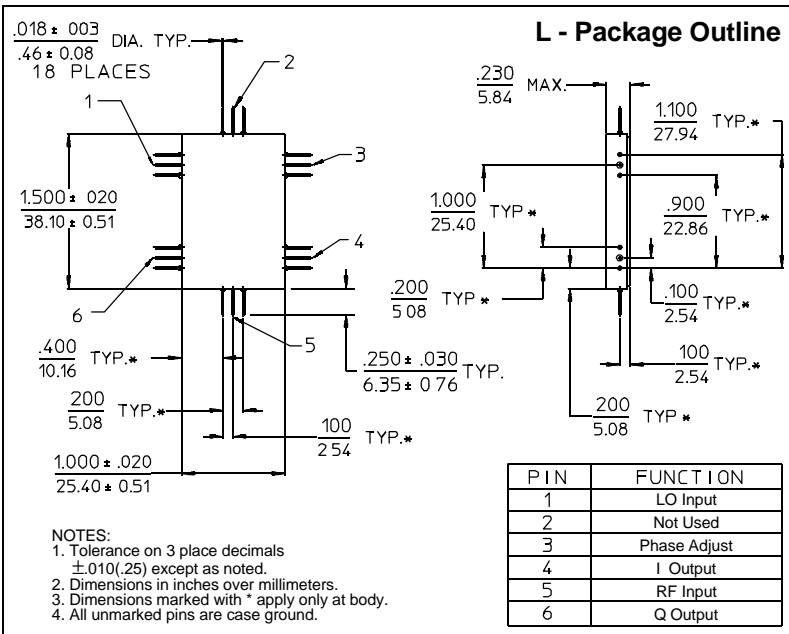 L - Package Outline
.018 ± 003
.46 ± 0.08
DIA. TYP.
18 PLACES
2
1
3
1.500 ± 020
38.10 ± 0.51
4
6
5
.400
10.16
TYP.*
200
5.08
TYP.*
1.000 ± .020
25.40 ± 0.51
.250 ± .030
6.35 ± 0 76
TYP.
100
2 54
TYP.*
.230
5.84
MAX.
1.100
27.94
TYP.*
1.000
25.40
TYP*
.900
22.86
TYP.*
.200
5 08
TYP*
.100
2.54
TYP.*
100
2.54
TYP.*
200
5.08
TYP *
NOTES:
1. Tolerance on 3 place decimals
±.010(.25) except as noted.
2. Dimensions in inches over millimeters.
3. Dimensions marked with * apply only at body.
4. All unmarked pins are case ground.
PIN FUNCTION
1 LO Input
2 Not Used
3 Phase Adjust
4 I Output
5 RF Input
6 Q Output